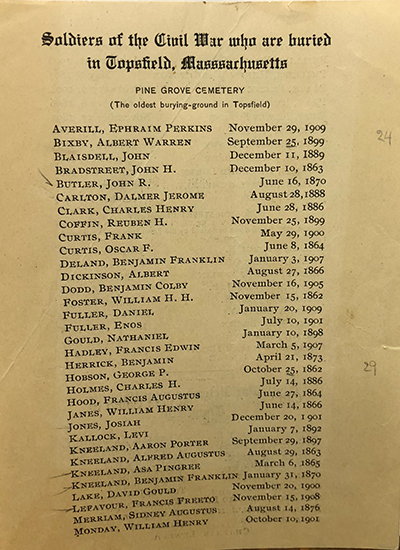 Soldiers of the Civil War who are buried
in Topsfield, Masssachusetts
PINE GROVE CEMETERY
(The oldest burying-ground in Topsfield)
AVERILL, EPHRAIM PERKINS November 29, 1909
BIXBY, ALBERT WARREN September 25, 1899
24
BLAISDELL, JOHN December 11, 1889
BRADSTREET, JOHN H. December 10, 1863
BUTLER, JOHN R. June 16, 1870
CARLTON, DALMER JEROME August 28, 1888
CLARK, CHARLES HENRY June 28, 1886
COFFIN, REUBEN H. November 25, 1899
CURTIS, FRANK May 29, 1900
CURTIS, OSCAR F. June 8, 1864
DELAND, BENJAMIN FRANKLIN January 3, 1907
DICKINSON, ALBERT August 27, 1866
DODD, BENJAMIN COLBY November 16, 1905
FOSTER, WILLIAM H. H. November 15, 1862
FULLER, DANIEL January 20, 1909
FULLER, ENOS July 10, 1901
GOULD, NATHANIEL January 10, 1898
HADLEY, FRANCIS EDWIN March 5, 1907
HERRICK, BENJAMIN April 21, 1873
HOBSON, GEORGE P. October 25, 1862
29
HOLMES, CHARLES H. July 14, 1886
HOOD, FRANCIS AUGUSTUS June 27, 1864
JANES, WILLIAM HENRY June 14, 1866
JONES, JOSIAH December 20, 1901
KALLOCK, LEVI January 7, 1892
KNEELAND, AARON PORTER September 29, 1897
KNEELAND, ALFRED AUGUSTUS August 29, 1863
KNEELAND, ASA PINGREE March 6, 1865
KNEELAND, BENJAMIN FRANKLIN January 31, 1870
LAKE, DAVID GOULD November 20, 1900
LEFAVOUR, FRANCIS FREETO November 15, 1908
MERRIAM, SIDNEY AUGUSTUS August 14, 1876
MONDAY, WILLIAM HENRY October 10, 1901